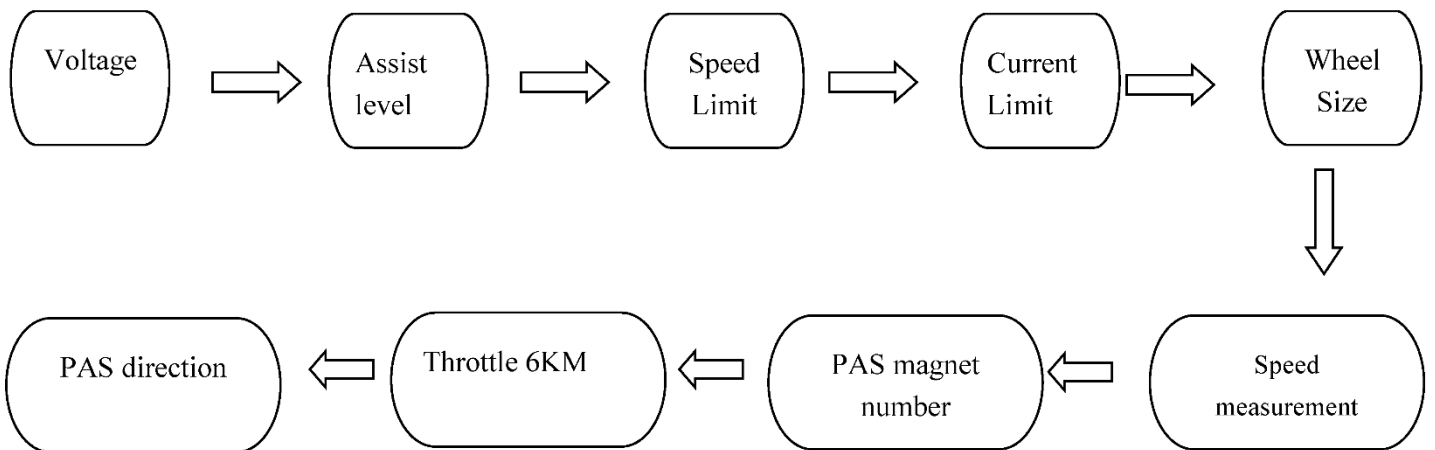 Voltage
Assist
level
Speed
Limit
Current
Limit
Wheel
Size
Speed
measurement
PAS magnet
number
Throttle 6KM
PAS direction